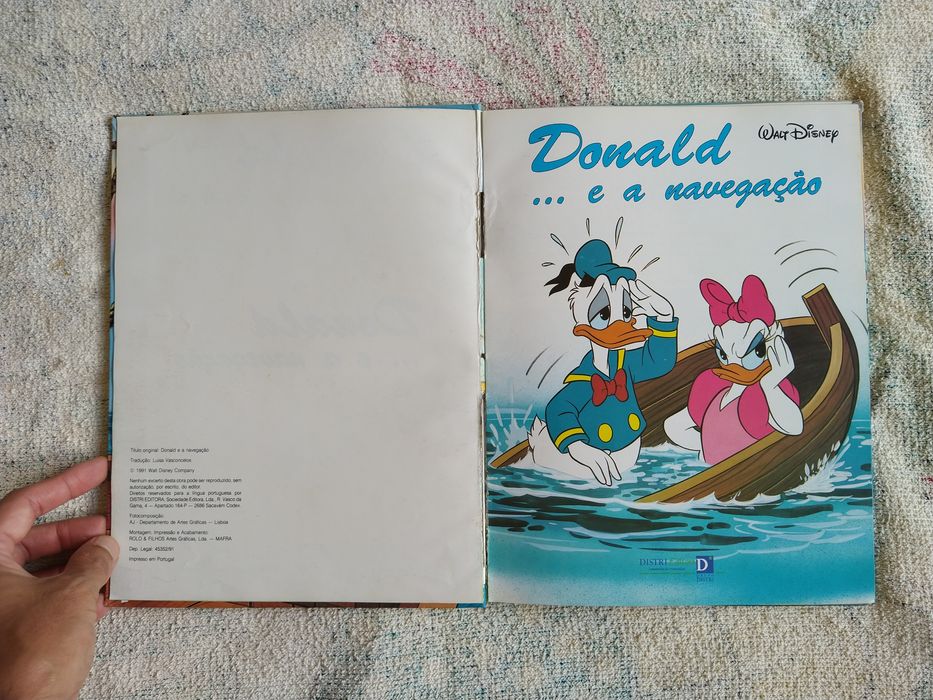 Título original: Donald e a navegação
Tradução: Luísa Vasconcelos
© 1991 Walt Disney Company
Nenhum excerto desta obra pode ser reproduzido, sem
autorização, por escrito, do editor.
Direitos reservados para a língua portuguesa por
DISTRI EDITORA, Sociedade Editora, Lda., R. Vasco da
Gama, 4 — Apartado 164-P — 2686 Sacavém Codex.
Fotocomposição:
AJ - Departamento de Artes Gráficas — Lisboa
Montagem, Impressão e Acabamento:
ROLO & FILHOS Artes Gráficas, Lda. — MAFRA
Dep. Legal: 45352/91
Impresso em Portugal
Donald
WALT DISNEY
... e a navegação
DISTRI
D
DISTRI